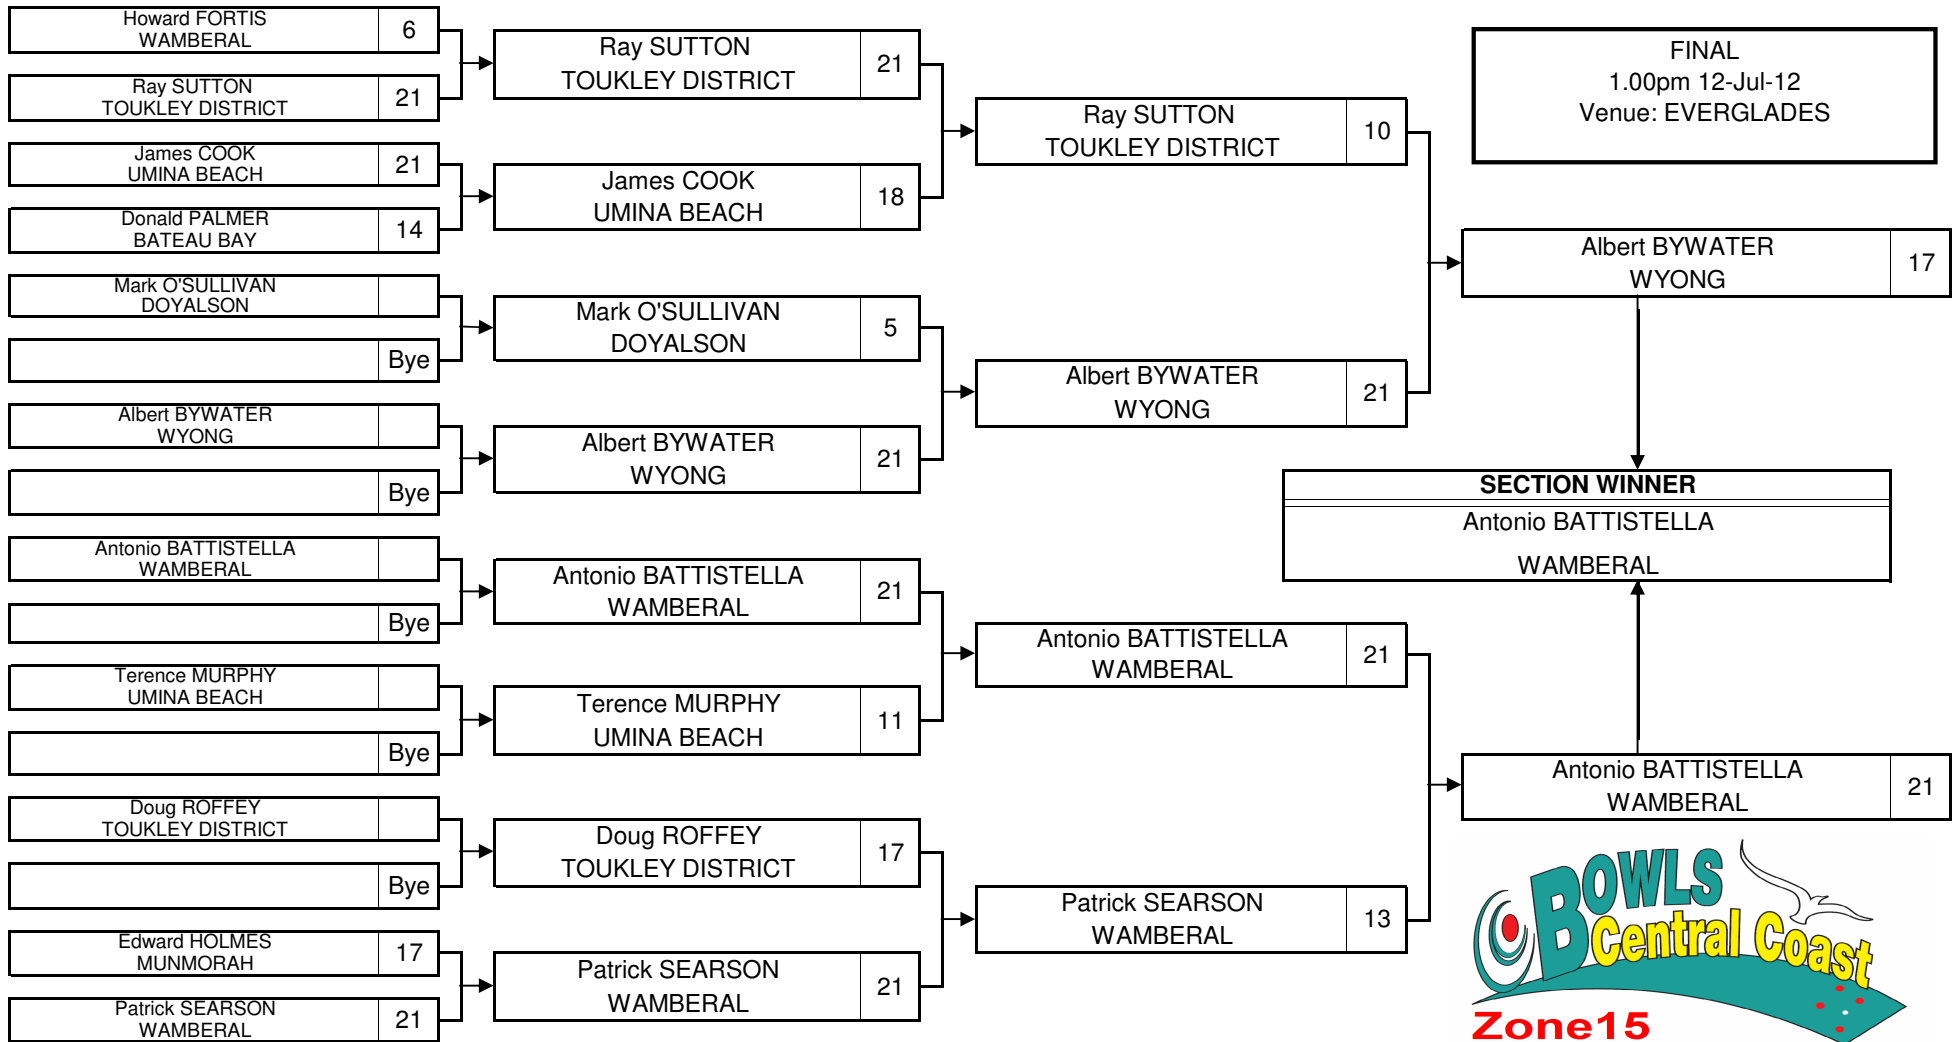 Howard FORTIS
WAMBERAL
6
Ray SUTTON
TOUKLEY DISTRICT
21
James COOK
UMINA BEACH
21
Donald PALMER
BATEAU BAY
14
Mark O'SULLIVAN
DOYALSON
Bye
Albert BYWATER
WYONG
Bye
Antonio BATTISTELLA
WAMBERAL
Bye
Terence MURPHY
UMINA BEACH
Bye
Doug ROFFEY
TOUKLEY DISTRICT
Bye
Edward HOLMES
MUNMORAH
17
Patrick SEARSON
WAMBERAL
21
Ray SUTTON
TOUKLEY DISTRICT
21
James COOK
UMINA BEACH
18
Mark O'SULLIVAN
DOYALSON
5
Albert BYWATER
WYONG
21
Antonio BATTISTELLA
WAMBERAL
21
Terence MURPHY
UMINA BEACH
11
Doug ROFFEY
TOUKLEY DISTRICT
17
Patrick SEARSON
WAMBERAL
21
Ray SUTTON
TOUKLEY DISTRICT
10
Albert BYWATER
WYONG
21
Antonio BATTISTELLA
WAMBERAL
21
Patrick SEARSON
WAMBERAL
13
FINAL
1.00pm 12-Jul-12
Venue: EVERGLADES
Albert BYWATER
WYONG
17
SECTION WINNER
Antonio BATTISTELLA
WAMBERAL
Antonio BATTISTELLA
WAMBERAL
21
BOWLS
Central Coast
Zone15